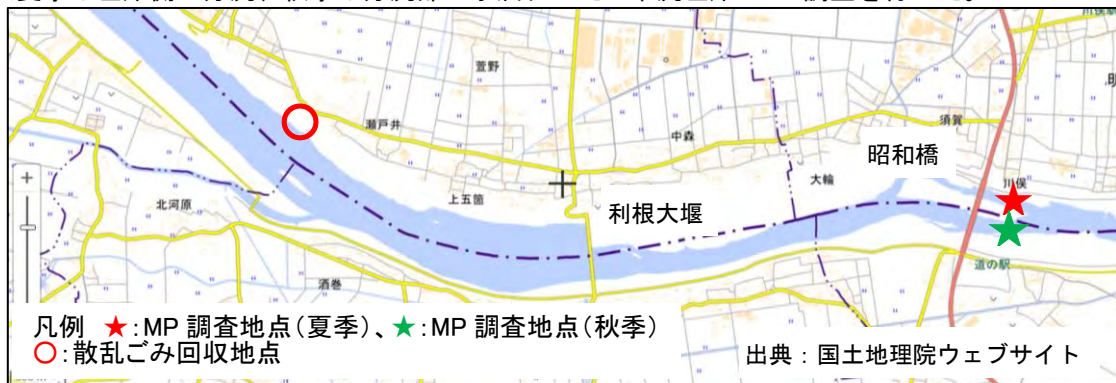 川俣
萱野
瀬戸井
中森
須賀
昭和橋
川俣
大輪
北河原
上五箇
利根大堰
道の駅
酒巻
凡例 ★:MP 調査地点(夏季)、★:MP 調査地点(秋季)
○:散乱ごみ回収地点
出典:国土地理院ウェブサイト